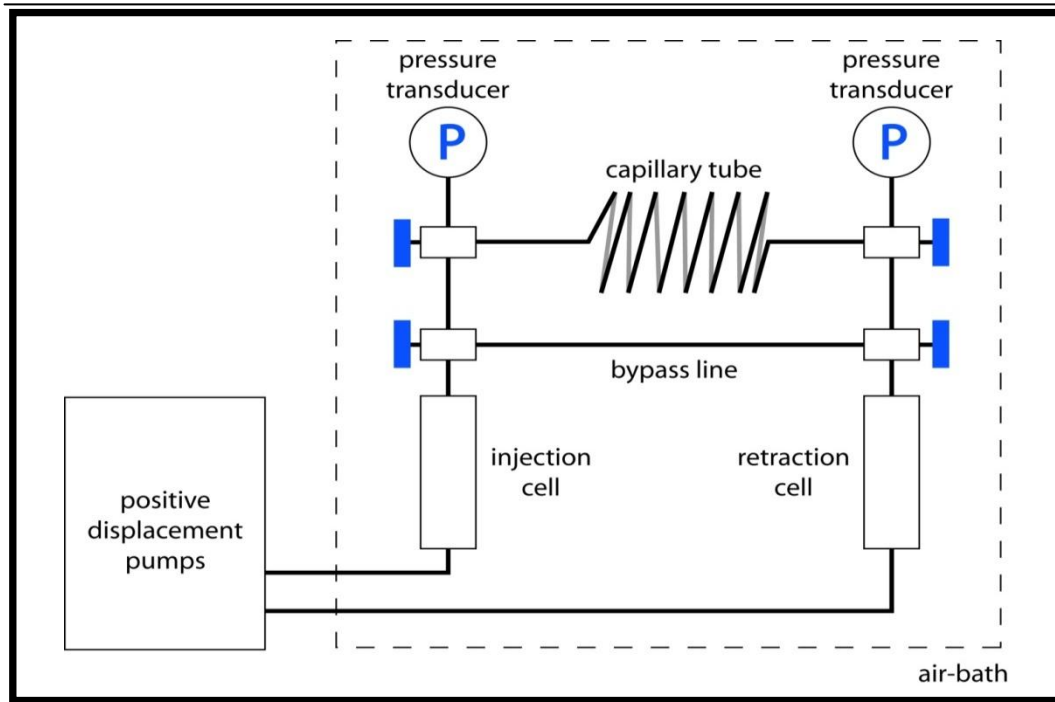 pressure
transducer
pressure
transducer
P
P
capillary tube
bypass line
injection
cell
retraction
cell
positive
displacement
pumps
air-bath